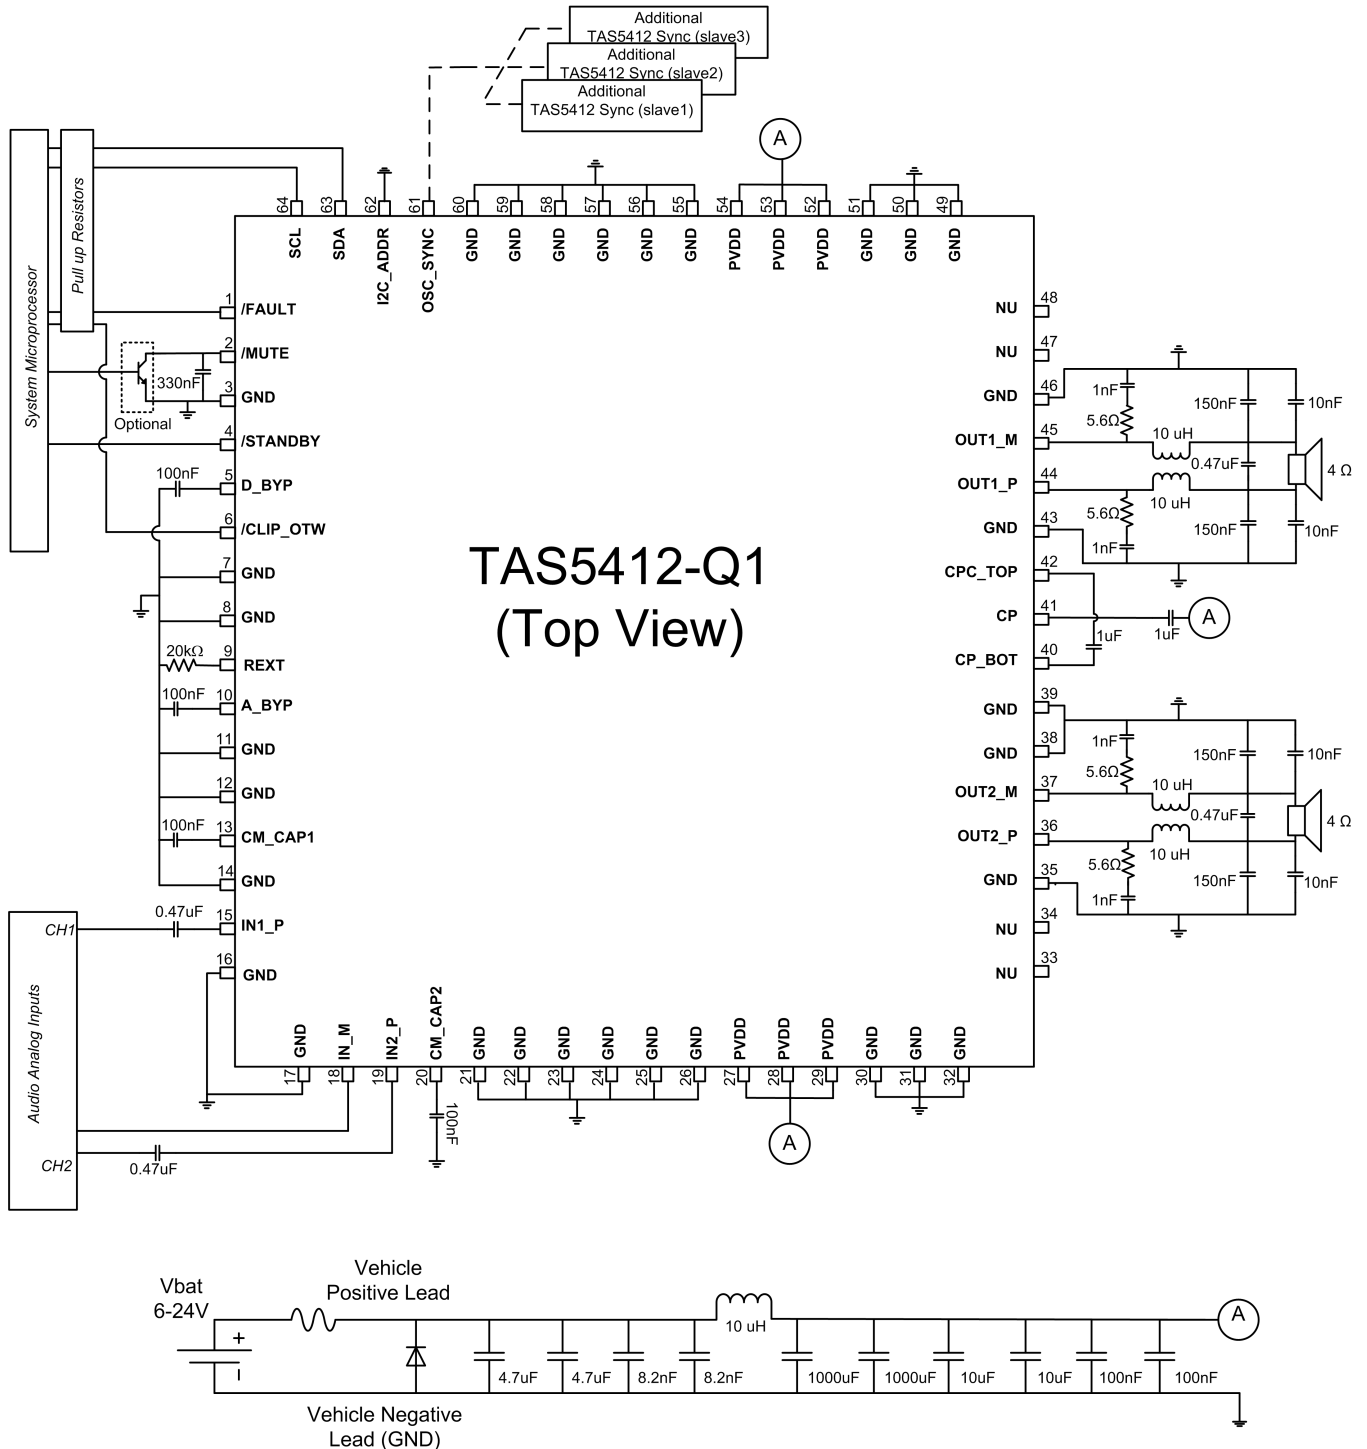 Additional
TAS5412 Sync (slave3)
Additional
TAS5412 Sync (slave2)
Additional
TAS5412 Sync (slave1)
A
System Microprocessor
Pull up Resistors
64
63
62
61
60
59
58
57
56
55
54
53
52
51
50
49
SCL
SDA
I2C_ADDR
OSC_SYNC
GND
GND
GND
GND
GND
GND
PVDD
PVDD
PVDD
GND
GND
GND
1
/FAULT
2
/MUTE
330nF
3
GND
Optional
4
/STANDBY
100nF
5
D_BYP
6
/CLIP_OTW
7
GND
8
GND
20kΩ
9
REXT
100nF
10
A_BYP
11
GND
12
GND
100nF
13
CM_CAP1
14
GND
CH1
0.47uF
15
IN1_P
16
GND
Audio Analog Inputs
CH2
0.47uF
TAS5412-Q1
(Top View)
NU
48
NU
47
GND
46
1nF
150nF
10nF
5.6Ω
OUT1_M
45
10 uH
0.47uF
4 Ω
OUT1_P
44
10 uH
5.6Ω
GND
43
150nF
10nF
1nF
CPC_TOP
42
CP
41
1uF
1uF
A
CP_BOT
40
GND
39
GND
38
1nF
150nF
10nF
5.6Ω
OUT2_M
37
10 uH
0.47uF
4 Ω
OUT2_P
36
10 uH
5.6Ω
GND
35
150nF
10nF
1nF
NU
34
NU
33
GND
IN_M
IN2_P
CM_CAP2
GND
GND
GND
GND
GND
GND
PVDD
PVDD
PVDD
GND
GND
GND
17
18
19
20
21
22
23
24
25
26
27
28
29
30
31
32
100nF
A
Vbat
6-24V
+
–
Vehicle
Positive Lead
10 uH
A
4.7uF
4.7uF
8.2nF
8.2nF
1000uF
1000uF
10uF
10uF
100nF
100nF
Vehicle Negative
Lead (GND)